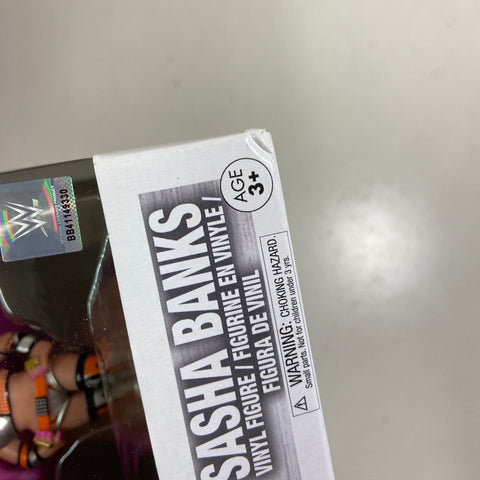 W
BB41149330
AGE
3+
SASHA BANKS
VINYL FIGURE / FIGURINE EN VINYLE /
FIGURA DE VINIL
WARNING: CHOKING HAZARD.
Small parts. Not for children under 3 yrs.